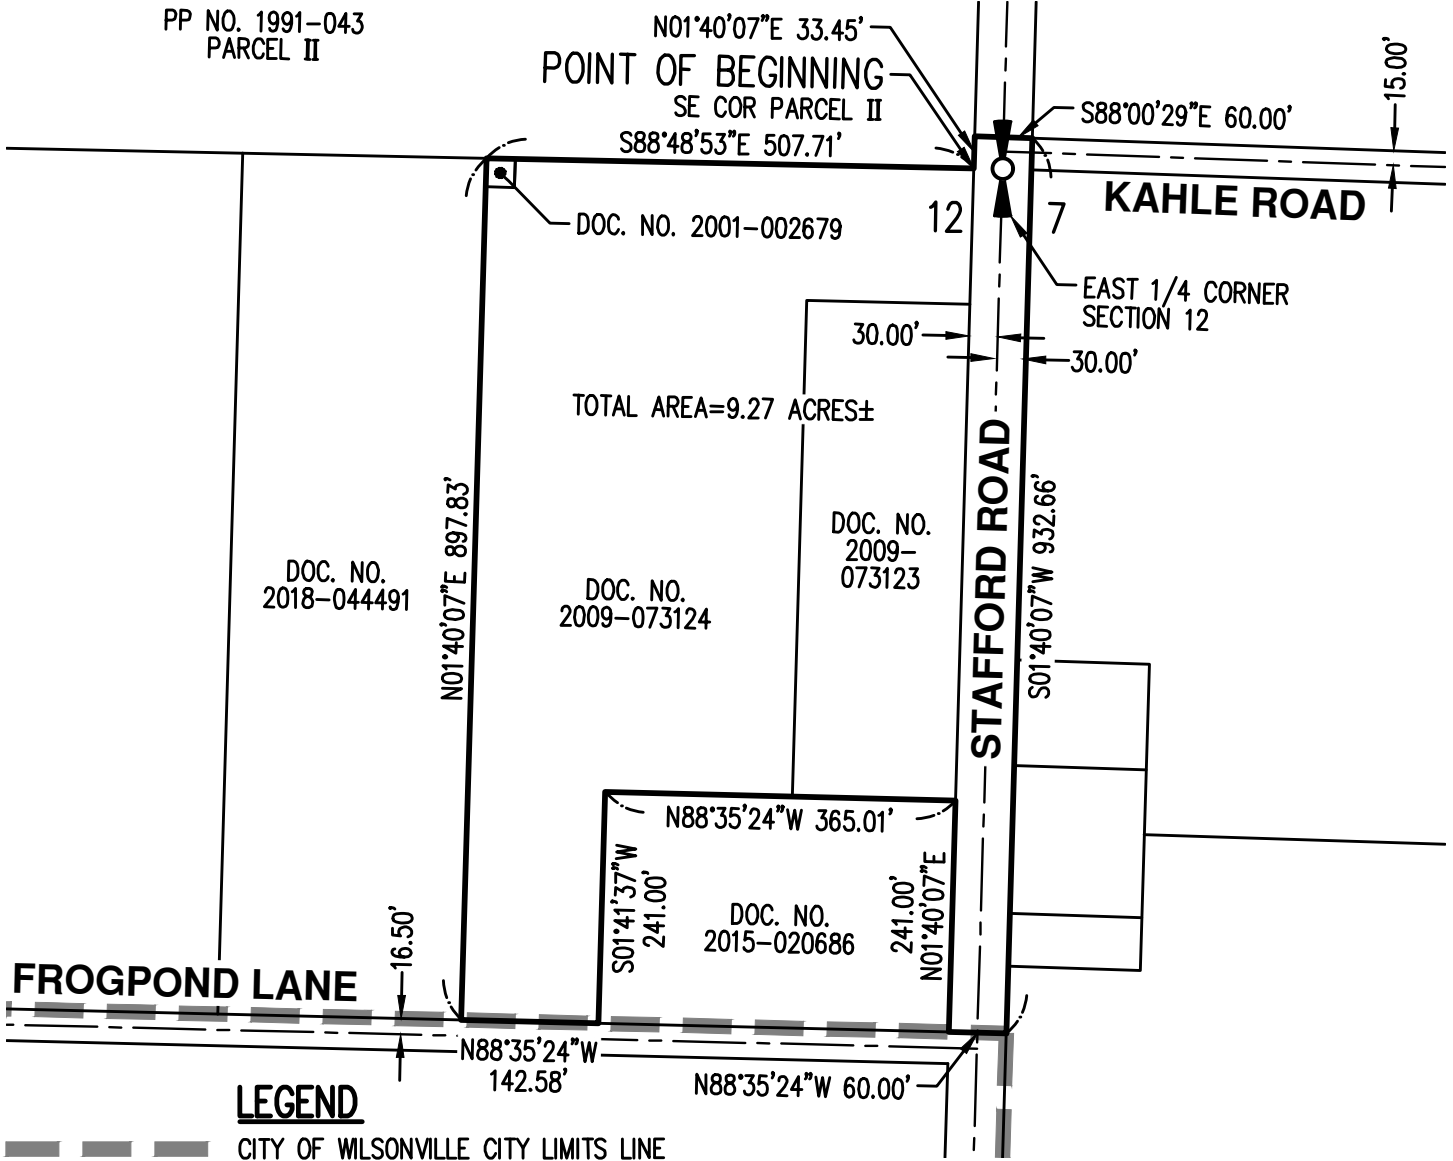 PP NO. 1991-043
PARCEL II
N01°40'07"E 33.45'
POINT OF BEGINNING
SE COR PARCEL II
S88°48'53"E 507.71'
S88°00'29"E 60.00'
15.00'
KAHLE ROAD
DOC. NO. 2001-002679
12
7
EAST 1/4 CORNER
SECTION 12
30.00'
30.00'
TOTAL AREA=9.27 ACRES±
STAFFORD ROAD
S01°40'07"W 932.66'
N01°40'07"E 897.83'
DOC. NO.
2009-
073123
DOC. NO.
2018-044491
DOC. NO.
2009-073124
N88°35'24"W 365.01'
S01°41'37"W
241.00'
DOC. NO.
2015-020686
241.00'
N01°40'07"E
16.50'
FROGPOND LANE
N88°35'24"W
142.58'
N88°35'24"W 60.00'
LEGEND
CITY OF WILSONVILLE CITY LIMITS LINE